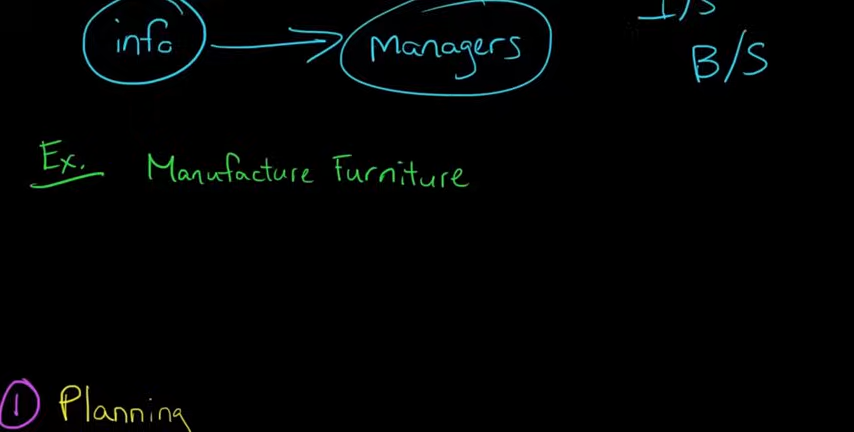 info → Managers
I/S
B/S
Ex. Manufacture Furniture
1 Planning